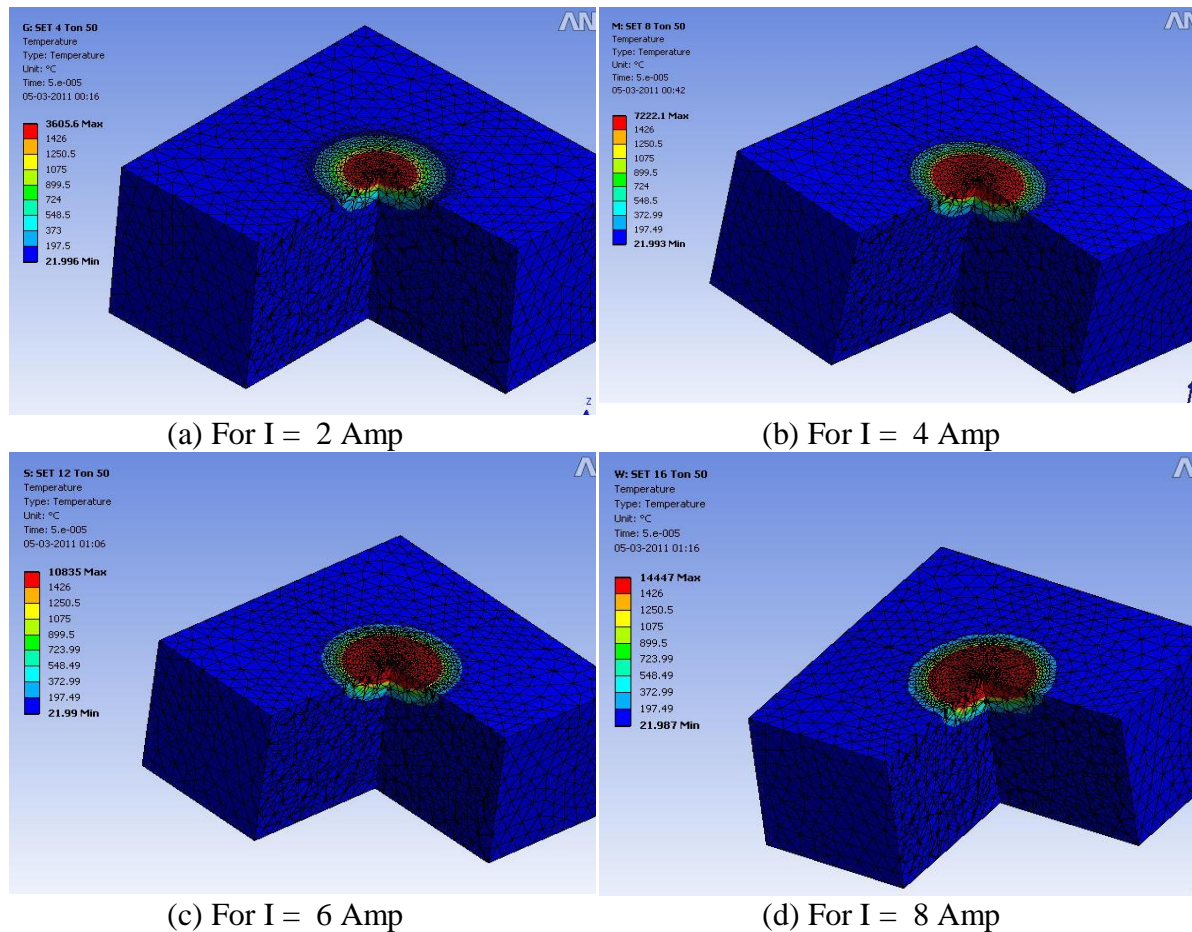 G: SET 4 Ton 50
Temperature
Type: Temperature
Unit: °C
Time: 5.e-005
05-03-2011 00:16
3605.6 Max
1426
1250.5
1075
899.5
724
548.5
373
197.5
21.996 Min
AN
Z
(a) For I = 2 Amp
M: SET 8 Ton 50
Temperature
Type: Temperature
Unit: °C
Time: 5.e-005
05-03-2011 00:42
7222.1 Max
1426
1250.5
1075
899.5
724
548.5
372.99
197.49
21.993 Min
AN
(b) For I = 4 Amp
S: SET 12 Ton 50
Temperature
Type: Temperature
Unit: °C
Time: 5.e-005
05-03-2011 01:06
10835 Max
1426
1250.5
1075
899.5
723.99
548.49
372.99
197.49
21.99 Min
(c) For I = 6 Amp
W: SET 16 Ton 50
Temperature
Type: Temperature
Unit: °C
Time: 5.e-005
05-03-2011 01:16
14447 Max
1426
1250.5
1075
899.5
723.99
548.49
372.99
197.49
21.987 Min
(d) For I = 8 Amp